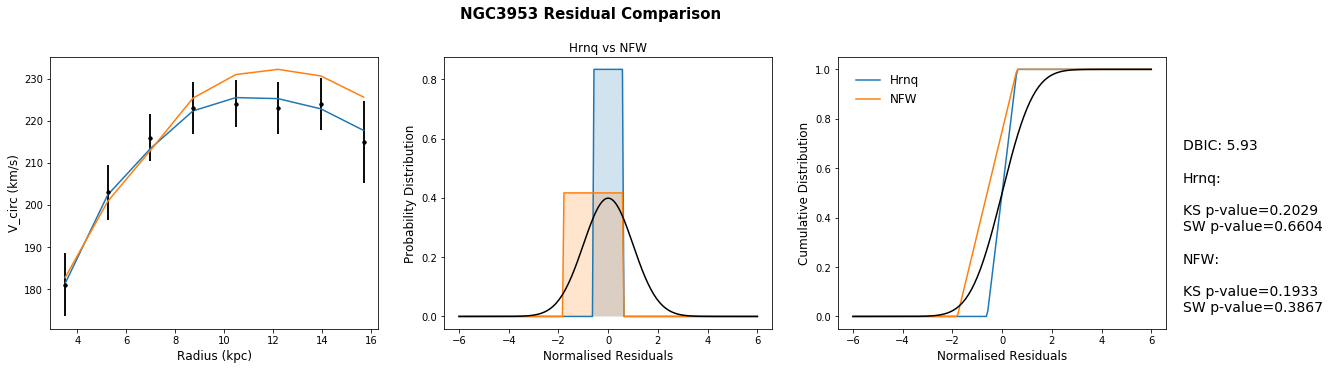 NGC3953 Residual Comparison
V_circ (km/s)
230
220
210
200
190
180
4 6 8 10 12 14 16
Radius (kpc)
Hrnq vs NFW
Probability Distribution
0.8
0.6
0.4
0.2
0.0
−6 −4 −2 0 2 4 6
Normalised Residuals
Cumulative Distribution
1.0
0.8
0.6
0.4
0.2
0.0
Hrnq
NFW
−6 −4 −2 0 2 4 6
Normalised Residuals
DBIC: 5.93
Hrnq:
KS p-value=0.2029
SW p-value=0.6604
NFW:
KS p-value=0.1933
SW p-value=0.3867